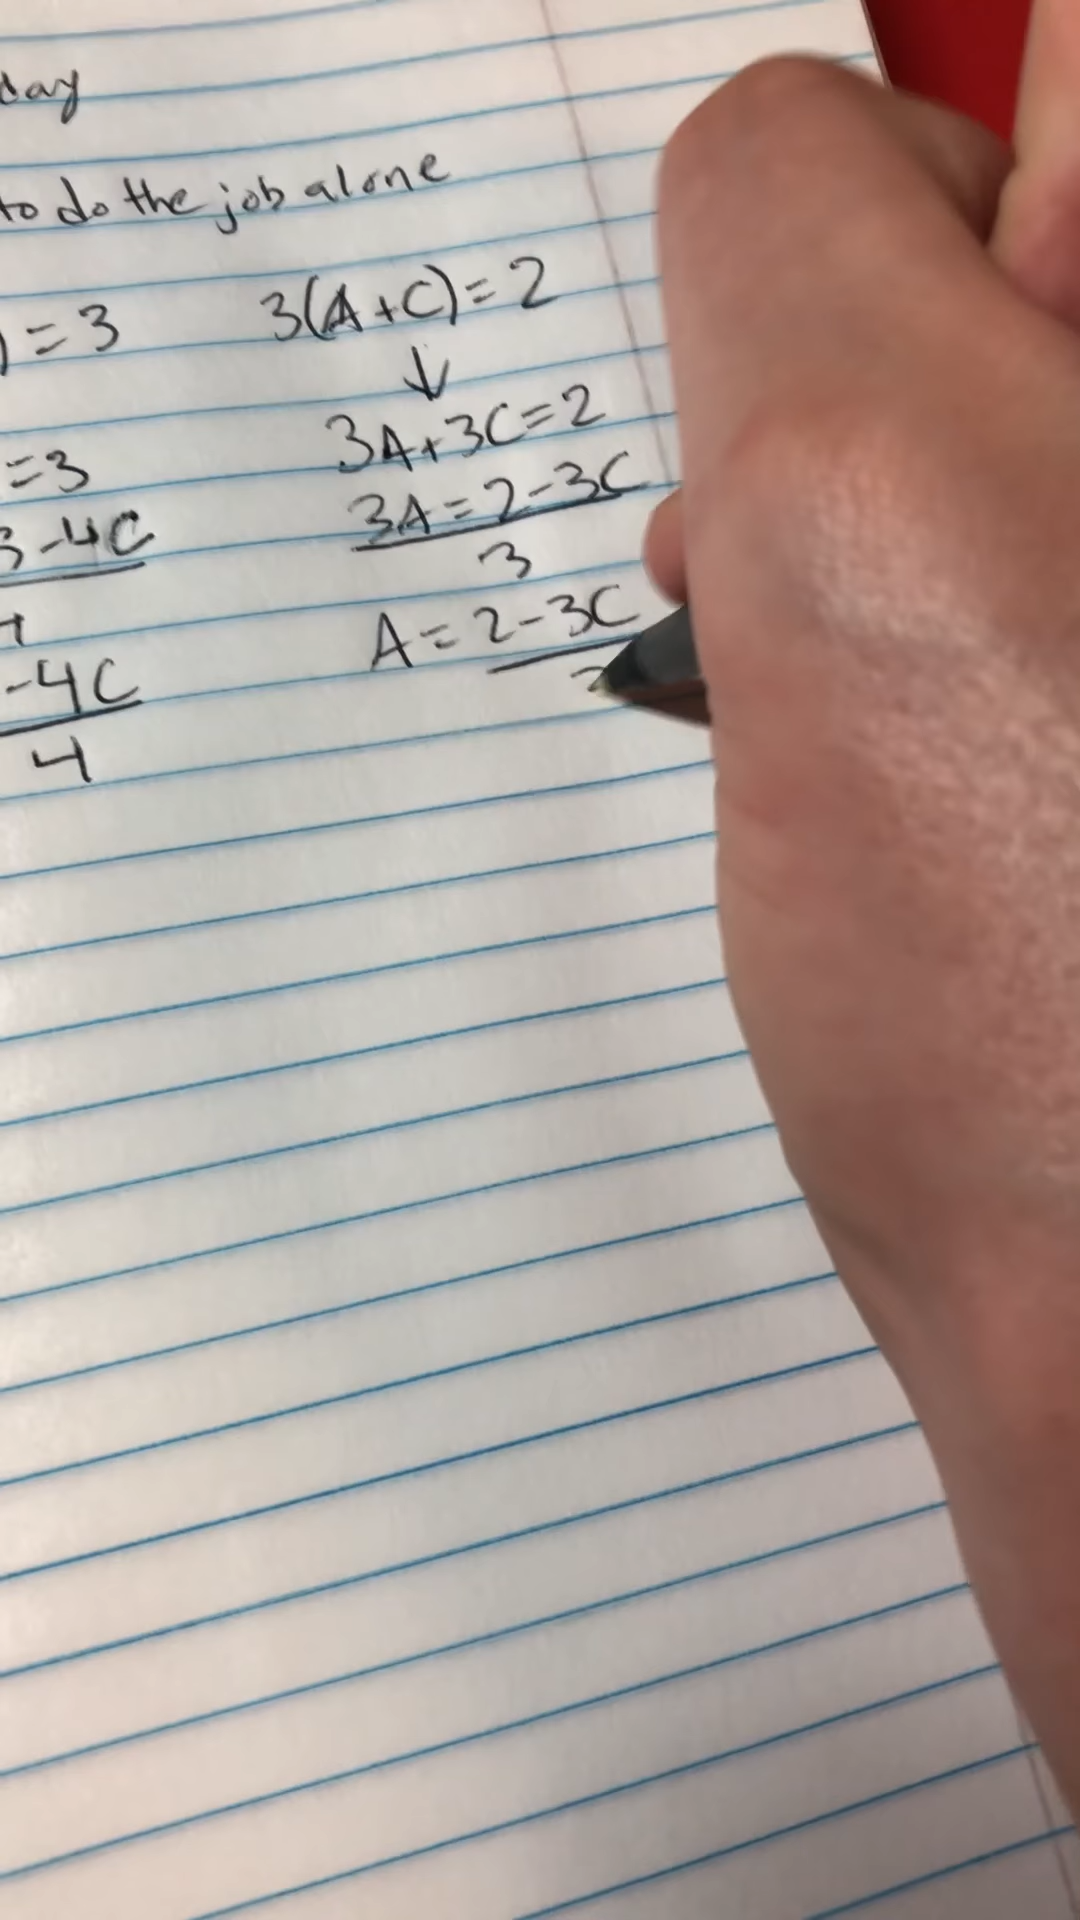 day
to do the job alone
) = 3 3(A+C) = 2
↓
3A+3C=2
=3
3A = 2-3C
3-4C
3
A = 2-3C
-4C
4